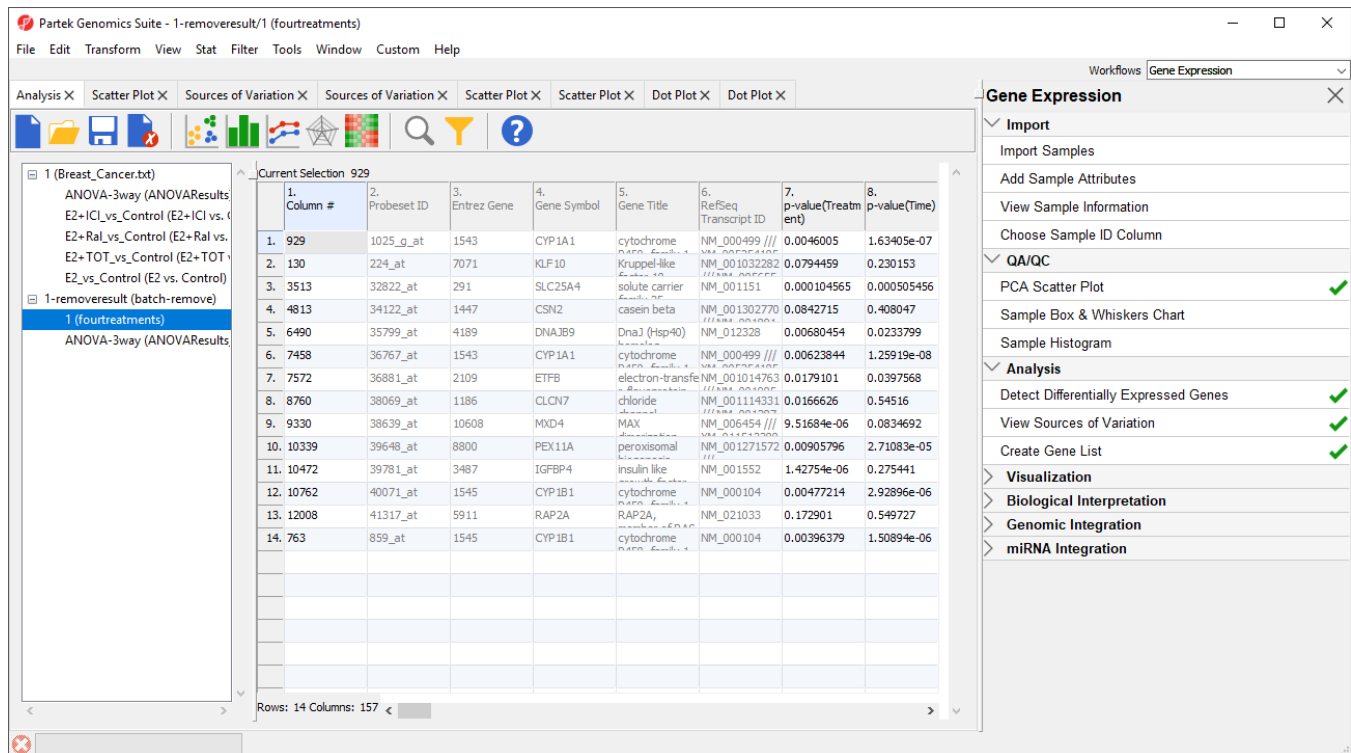 Partek Genomics Suite - 1-removeresult/1 (fourtreatments)
File Edit Transform View Stat Filter Tools Window Custom Help
Workflows Gene Expression
Analysis Scatter Plot Sources of Variation Sources of Variation Scatter Plot Scatter Plot Dot Plot Dot Plot
1 (Breast_Cancer.txt)
ANOVA-3way (ANOVAResults
E2+ICI_vs_Control (E2+ICI vs. (
E2+Ral_vs_Control (E2+Ral vs.
E2+TOT_vs_Control (E2+TOT
E2_vs_Control (E2 vs. Control)
1-removeresult (batch-remove)
1 (fourtreatments)
ANOVA-3way (ANOVAResults
Current Selection 929
1. Column # 2. Probeset ID 3. Entrez Gene 4. Gene Symbol 5. Gene Title 6. RefSeq Transcript ID 7. p-value(Treatment) 8. p-value(Time)
1. 929 1025_g_at 1543 CYP1A1 cytochrome NM_000499 /// 0.0046005 1.63405e-07
2. 130 224_at 7071 KLF10 Kruppel-like NM_001032282 0.0794459 0.230153
3. 3513 32822_at 291 SLC25A4 solute carrier NM_001151 0.000104565 0.000505456
4. 4813 34122_at 1447 CSN2 casein beta NM_001302770 0.0842715 0.408047
5. 6490 35799_at 4189 DNAJB9 DnaJ (Hsp40) NM_012328 0.00680454 0.0233799
6. 7458 36767_at 1543 CYP1A1 cytochrome NM_000499 /// 0.00623844 1.25919e-08
7. 7572 36881_at 2109 ETFB electron-transfe NM_001014763 0.0179101 0.0397568
8. 8760 38069_at 1186 CLCN7 chloride NM_001114331 0.0166626 0.54516
9. 9330 38639_at 10608 MXD4 MAX NM_006454 /// 9.51684e-06 0.0834692
10. 10339 39648_at 8800 PEX11A peroxisomal NM_001271572 0.00905796 2.71083e-05
11. 10472 39781_at 3487 IGFBP4 insulin like NM_001552 1.42754e-06 0.275441
12. 10762 40071_at 1545 CYP1B1 cytochrome NM_000104 0.00477214 2.92896e-06
13. 12008 41317_at 5911 RAP2A RAP2A, NM_021033 0.172901 0.549727
14. 763 859_at 1545 CYP1B1 cytochrome NM_000104 0.00396379 1.50894e-06
Rows: 14 Columns: 157
Gene Expression
Import
Import Samples
Add Sample Attributes
View Sample Information
Choose Sample ID Column
QA/QC
PCA Scatter Plot
Sample Box & Whiskers Chart
Sample Histogram
Analysis
Detect Differentially Expressed Genes
View Sources of Variation
Create Gene List
Visualization
Biological Interpretation
Genomic Integration
miRNA Integration